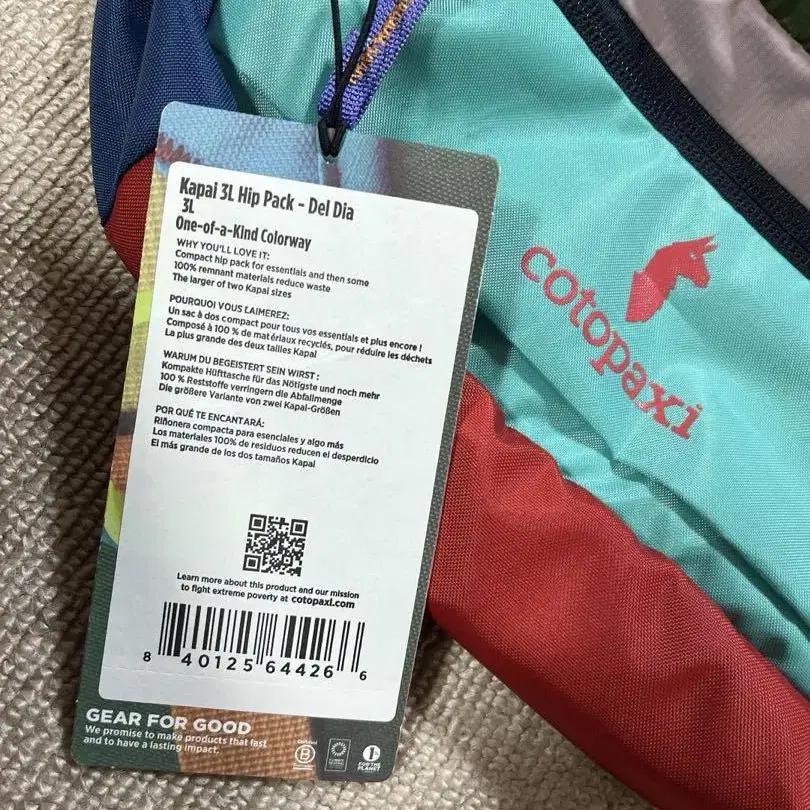 Kapai 3L Hip Pack - Del Dia
3L
One-of-a-Kind Colorway
WHY YOU'LL LOVE IT:
Compact hip pack for essentials and then some
100% remnant materials reduce waste
The larger of two Kapai sizes
POURQUOI VOUS L'AIMEREZ:
Un sac à dos compact pour tous vos essentiels et plus encore !
Composé à 100 % de matériaux recyclés, pour réduire les déchets
La plus grande des deux tailles Kapai
WARUM DU BEGEISTERT SEIN WIRST :
Kompakte Hüfttasche für das Nötigste und noch mehr
100 % Reststoffe verringern die Abfallmenge
Die größere Variante von zwei Kapai-Größen
POR QUÉ TE ENCANTARÁ:
Riñonera compacta para esenciales y algo más
Los materiales 100% de residuos reducen el desperdicio
El más grande de los dos tamaños Kapai
Learn more about this product and our mission
to fight extreme poverty at cotopaxi.com
8 40125 64426 6
GEAR FOR GOOD
We promise to make products that last
and to have a lasting impact.
Certified
B
FOR THE
PLANET
cotopaxi